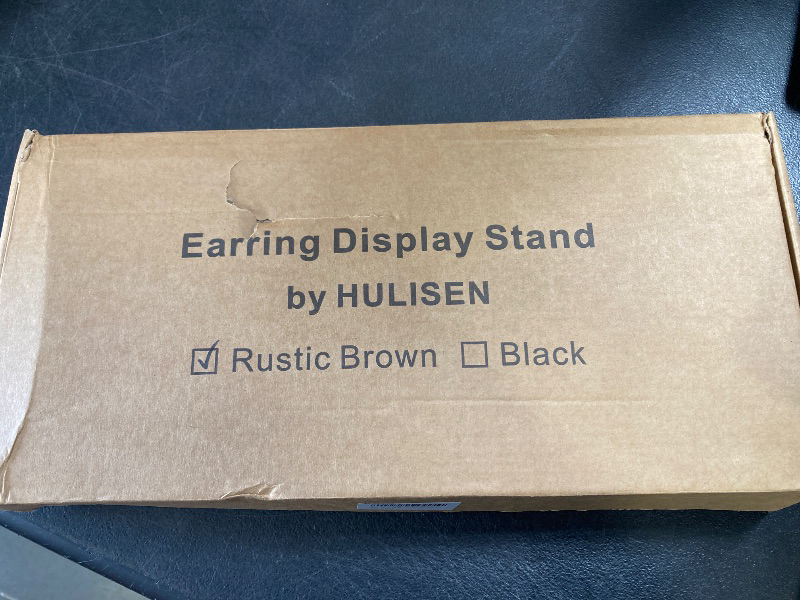 Earring Display Stand
by HULISEN
☑ Rustic Brown ☐ Black